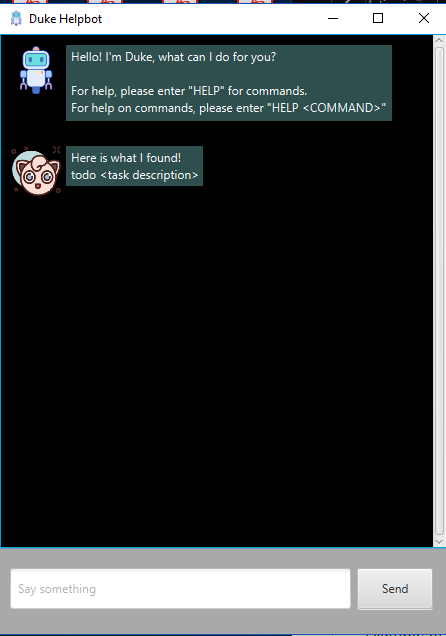 Duke Helpbot
Hello! I'm Duke, what can I do for you?
For help, please enter "HELP" for commands.
For help on commands, please enter "HELP <COMMAND>"
Here is what I found!
todo <task description>
Say something
Send